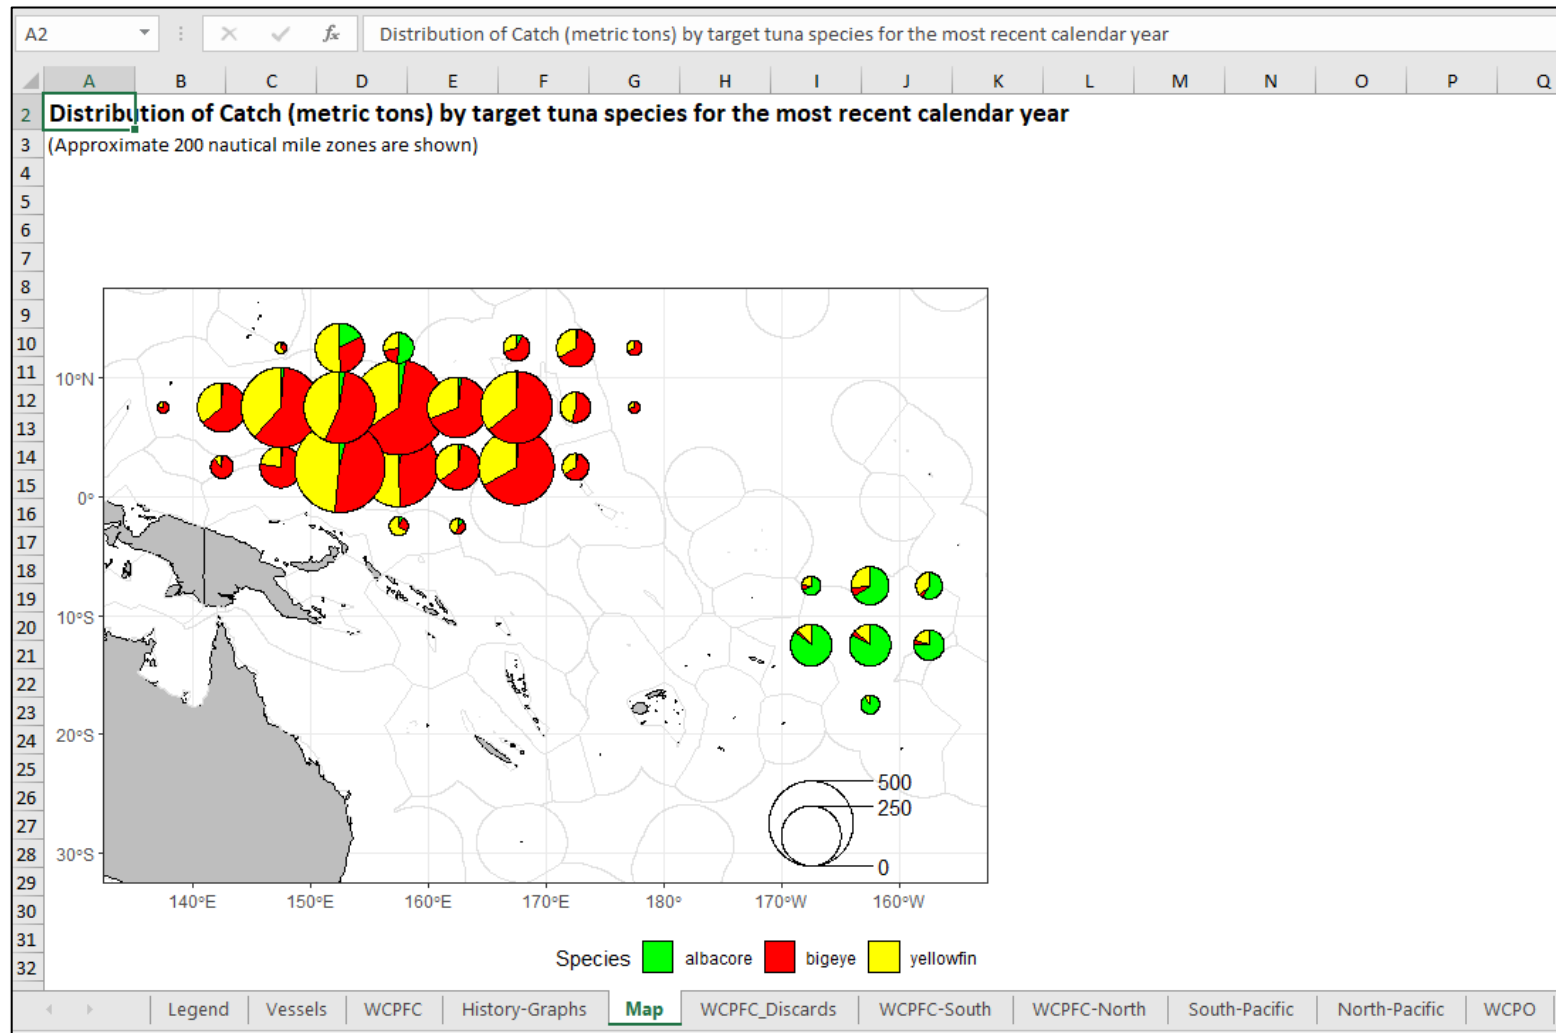 A2
fx
Distribution of Catch (metric tons) by target tuna species for the most recent calendar year
A B C D E F G H I J K L M N O P Q
2 Distribution of Catch (metric tons) by target tuna species for the most recent calendar year
3 (Approximate 200 nautical mile zones are shown)
4
5
6
7
8
9
10
11
10°N
12
13
14
15
0°
16
17
18
19
10°S
20
21
22
23
20°S
24
25
500
26
250
27
28
30°S
0
29
140°E 150°E 160°E 170°E 180° 170°W 160°W
30
31
Species albacore bigeye yellowfin
32
Legend Vessels WCPFC History-Graphs Map WCPFC_Discards WCPFC-South WCPFC-North South-Pacific North-Pacific WCPO